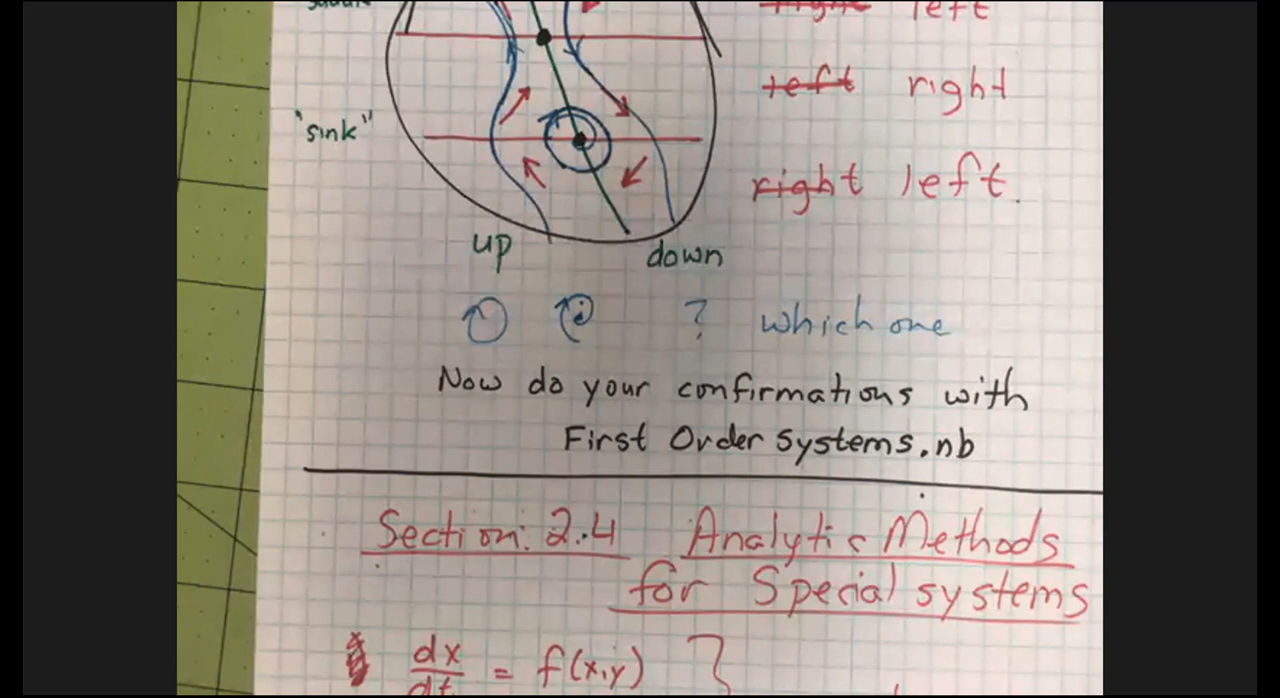 left
left right
"sink"
right left.
up down
? which one
Now do your confirmations with
First Order Systems.nb
Section: 2.4 Analytic Methods
for Special systems
dx
dt = f(x,y) }